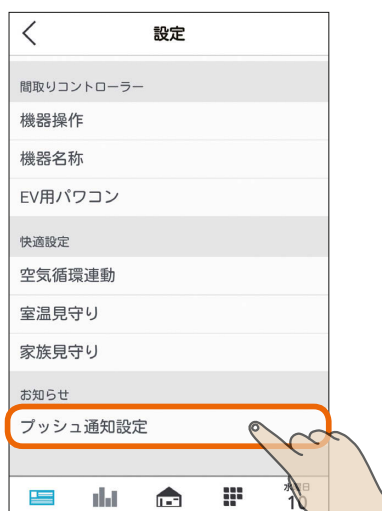 設定
間取りコントローラー
機器操作
機器名称
EV用パワコン
快適設定
空気循環連動
室温見守り
家族見守り
お知らせ
プッシュ通知設定